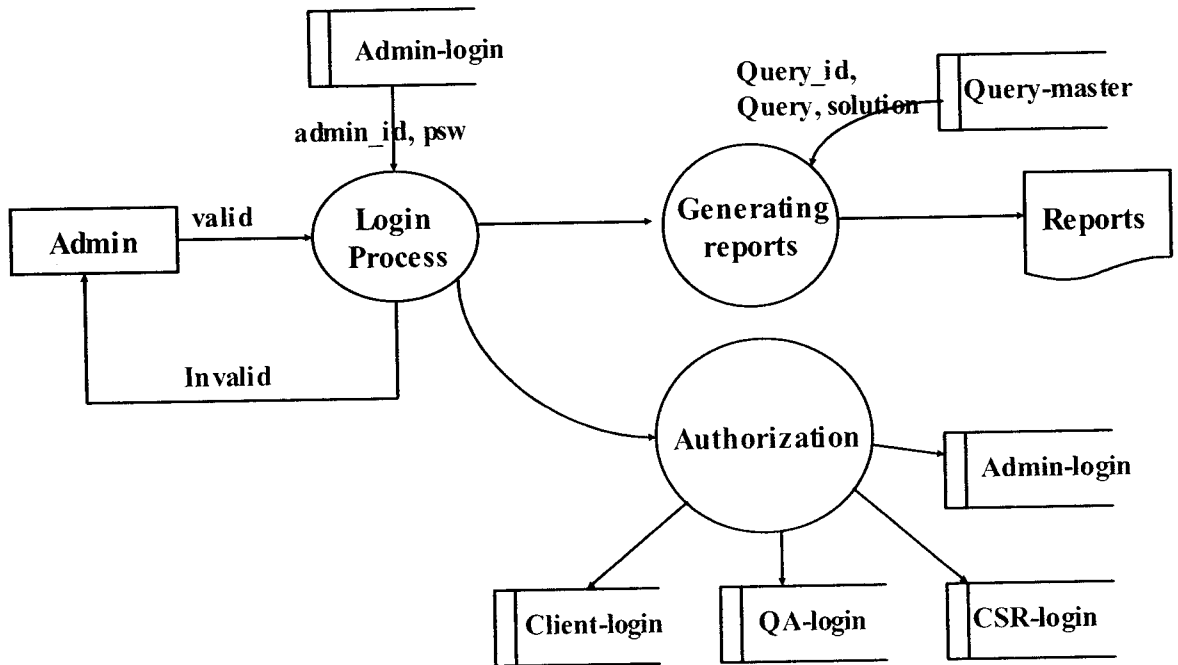 Admin-login
Query_id,
Query, solution
Query-master
admin_id, psw
valid
Login
Process
Generating
reports
Reports
Admin
Invalid
Authorization
Admin-login
Client-login
QA-login
CSR-login